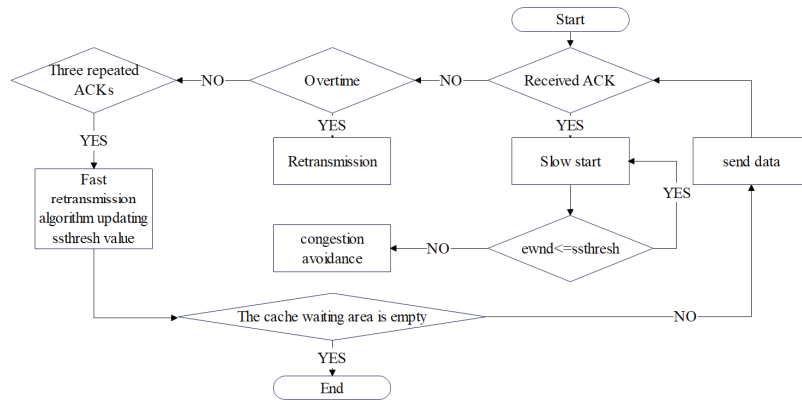 Start
Three repeated
ACKs
NO
Overtime
NO
Received ACK
YES
YES
YES
Fast
retransmission
algorithm updating
ssthresh value
Retransmission
Slow start
send data
YES
congestion
avoidance
NO
ewnd<=ssthresh
The cache waiting area is empty
NO
YES
End